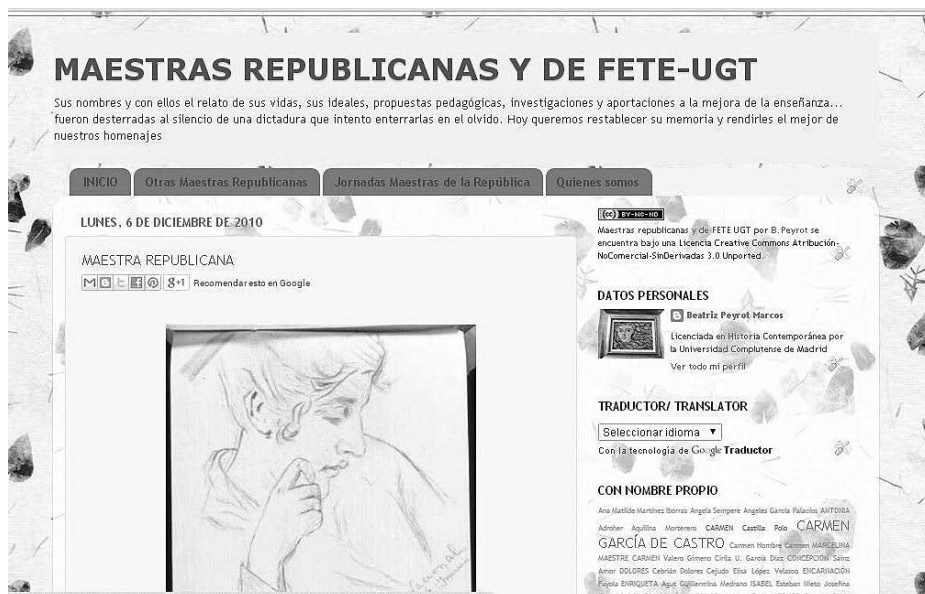 MAESTRAS REPUBLICANAS Y DE FETE-UGT
Sus nombres y con ellos el relato de sus vidas, sus ideales, propuestas pedagógicas, investigaciones y aportaciones a la mejora de la enseñanza...
fueron desterradas al silencio de una dictadura que intento enterrarlas en el olvido. Hoy queremos restablecer su memoria y rendirles el mejor de
nuestros homenajes
INICIO
Otras Maestras Republicanas
Jornadas Maestras de la República
Quienes somos
LUNES, 6 DE DICIEMBRE DE 2010
MAESTRA REPUBLICANA
g+1 Recomendar esto en Google
(cc) BY-NC-ND
Maestras republicanas y de FETE UGT por B. Peyrot se
encuentra bajo una Licencia Creative Commons Atribución-
NoComercial-SinDerivadas 3.0 Unported.
DATOS PERSONALES
Beatriz Peyrot Marcos
Licenciada en Historia Contemporánea por
la Universidad Complutense de Madrid
Ver todo mi perfil
TRADUCTOR/ TRANSLATOR
Seleccionar idioma
Con la tecnología de Google Traductor
CON NOMBRE PROPIO
Ana Matilde Martínez Iborras Angela Sempere Angeles García Palacios ANTONIA
Adroher Aquilina Morterero CARMEN Castilla Polo CARMEN
GARCÍA DE CASTRO Carmen Hombre Carmen MARCELINA
MAESTRE CARMEN Valero Gimeno Cirila U. García Díaz CONCEPCIÓN Sáinz
Amor DOLORES Cebrián Dolores Cejudo Elisa López Velasco ENCARNACIÓN
Fuyola ENRIQUETA Agut Guillermina Medrano ISABEL Esteban Nieto Josefina